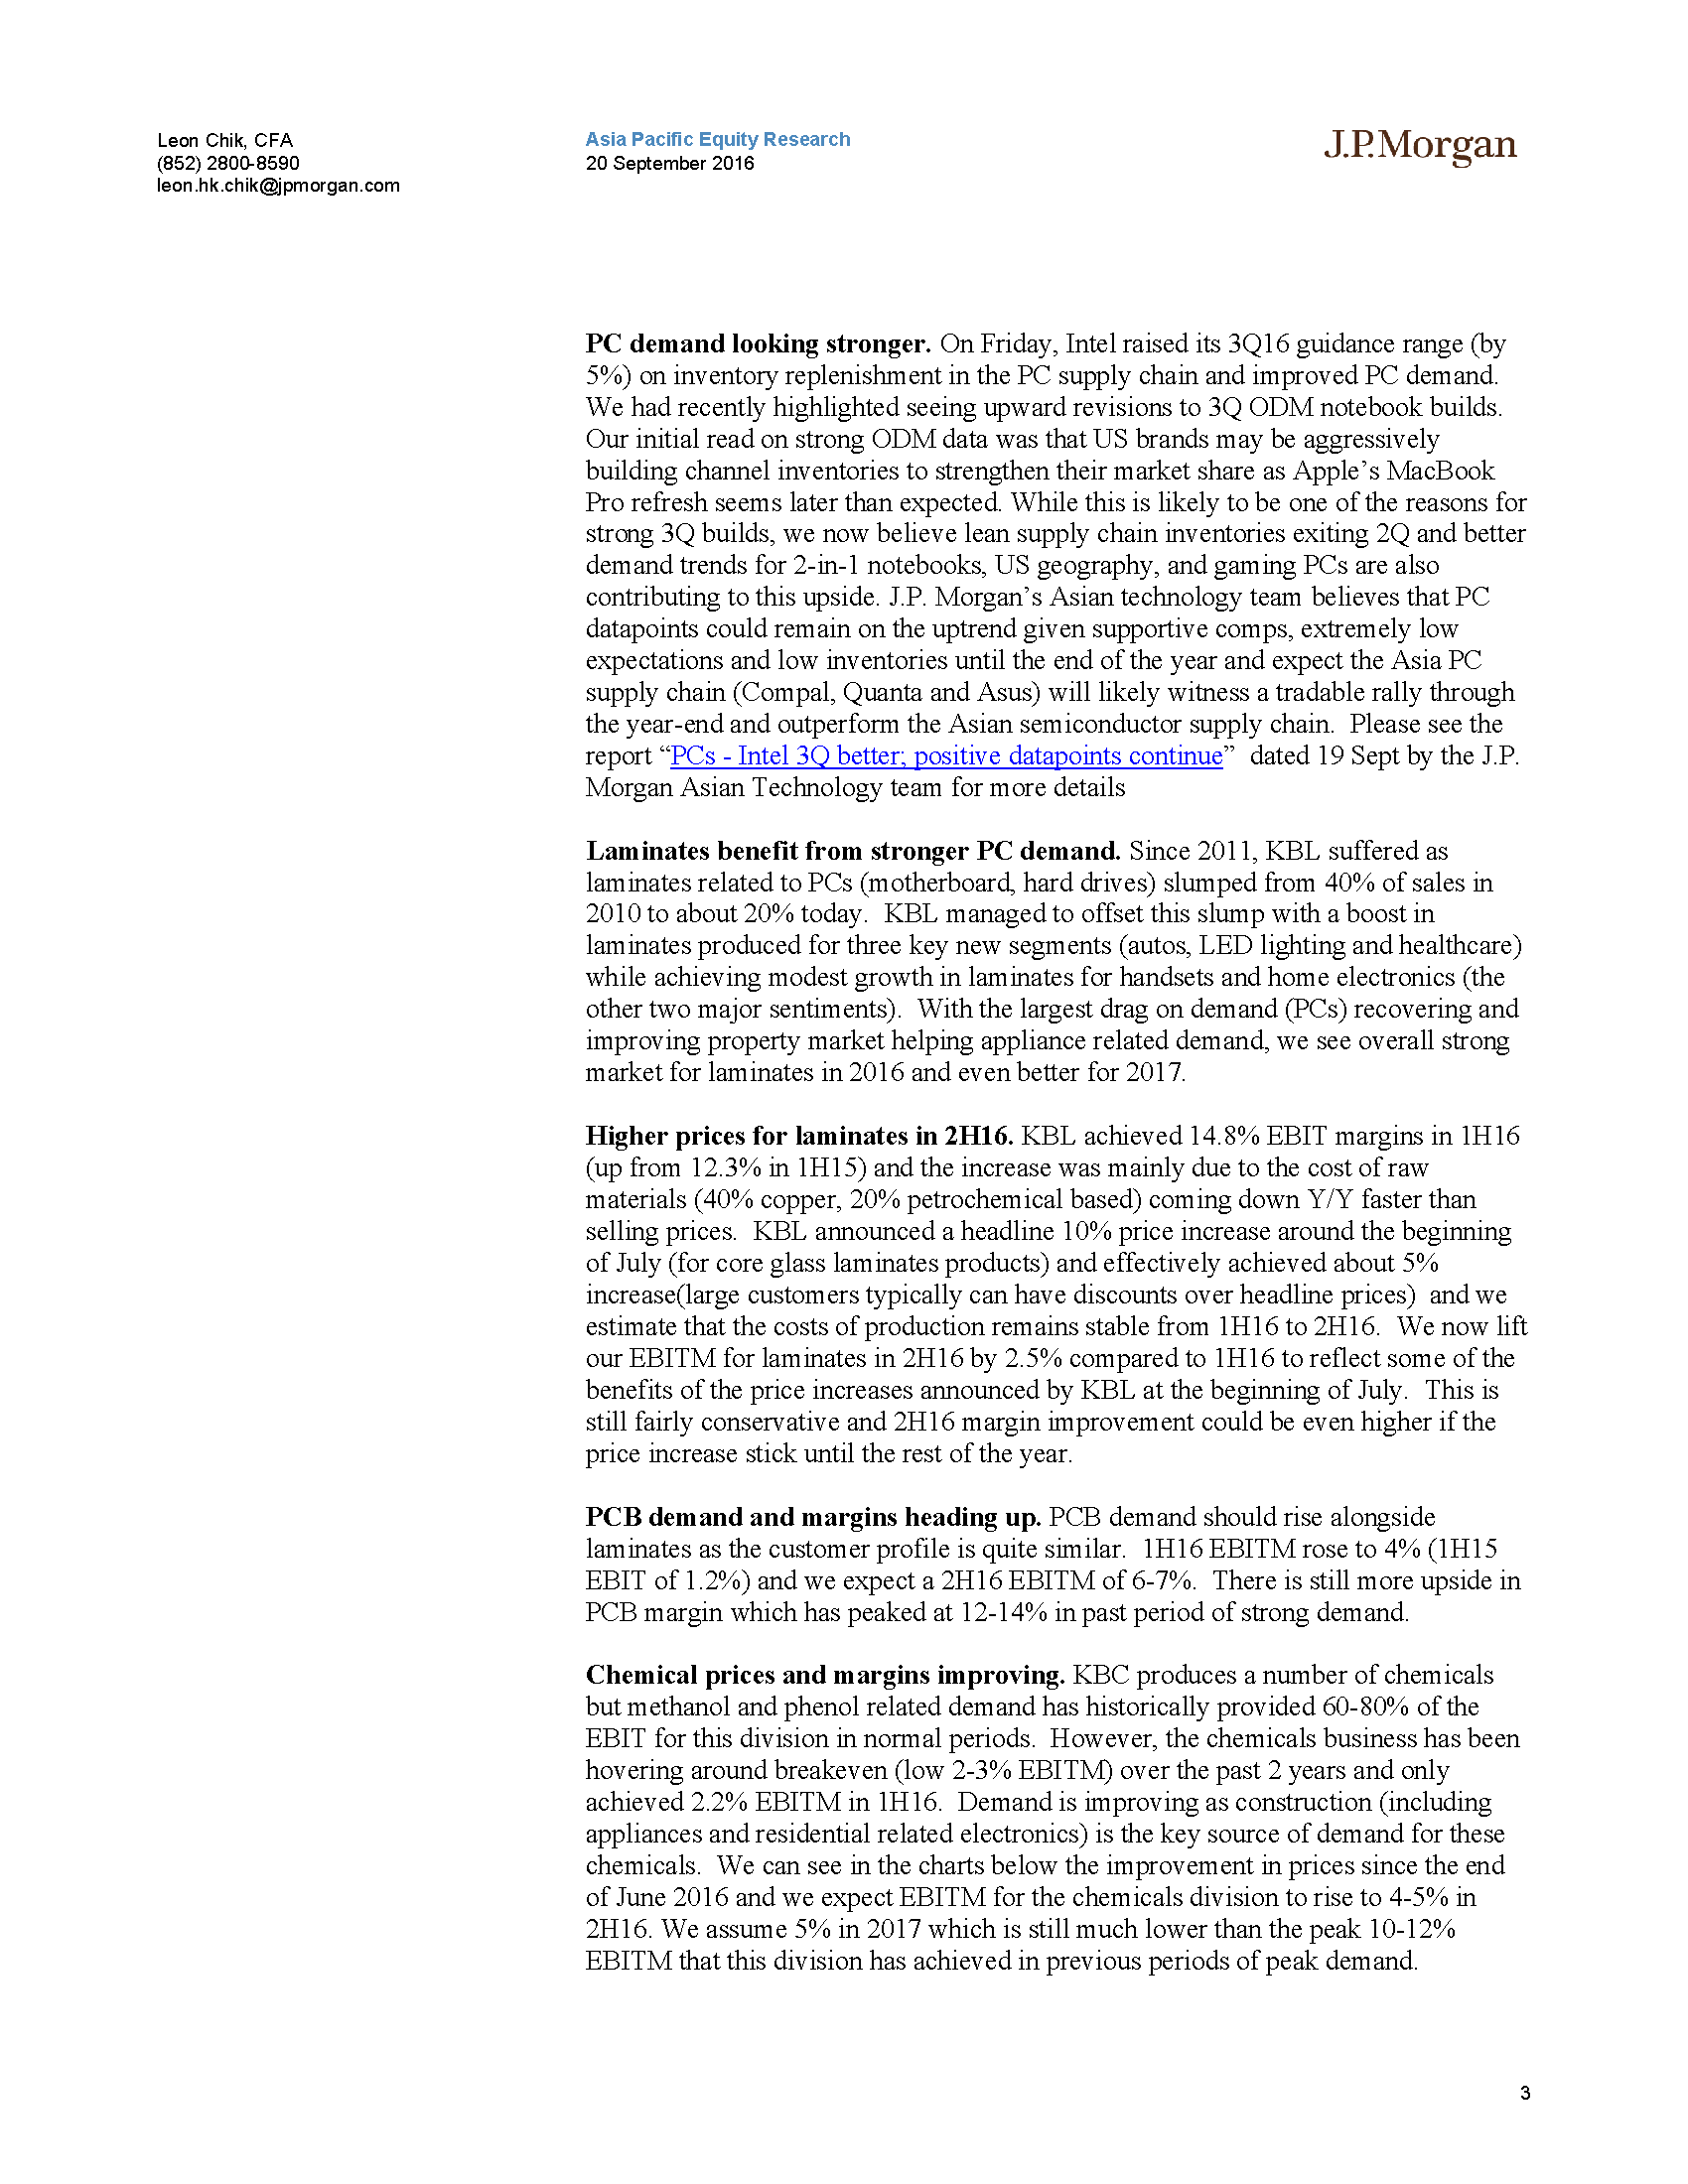 Leon Chik, CFA
(852) 2800-8590
leon.hk.chik@jpmorgan.com
Asia Pacific Equity Research
20 September 2016
J.P.Morgan
PC demand looking stronger. On Friday, Intel raised its 3Q16 guidance range (by
5%) on inventory replenishment in the PC supply chain and improved PC demand.
We had recently highlighted seeing upward revisions to 3Q ODM notebook builds.
Our initial read on strong ODM data was that US brands may be aggressively
building channel inventories to strengthen their market share as Apple’s MacBook
Pro refresh seems later than expected. While this is likely to be one of the reasons for
strong 3Q builds, we now believe lean supply chain inventories exiting 2Q and better
demand trends for 2-in-1 notebooks, US geography, and gaming PCs are also
contributing to this upside. J.P. Morgan’s Asian technology team believes that PC
datapoints could remain on the uptrend given supportive comps, extremely low
expectations and low inventories until the end of the year and expect the Asia PC
supply chain (Compal, Quanta and Asus) will likely witness a tradable rally through
the year-end and outperform the Asian semiconductor supply chain.  Please see the
report “PCs - Intel 3Q better; positive datapoints continue”  dated 19 Sept by the J.P.
Morgan Asian Technology team for more details
Laminates benefit from stronger PC demand. Since 2011, KBL suffered as
laminates related to PCs (motherboard, hard drives) slumped from 40% of sales in
2010 to about 20% today.  KBL managed to offset this slump with a boost in
laminates produced for three key new segments (autos, LED lighting and healthcare)
while achieving modest growth in laminates for handsets and home electronics (the
other two major sentiments).  With the largest drag on demand (PCs) recovering and
improving property market helping appliance related demand, we see overall strong
market for laminates in 2016 and even better for 2017.
Higher prices for laminates in 2H16. KBL achieved 14.8% EBIT margins in 1H16
(up from 12.3% in 1H15) and the increase was mainly due to the cost of raw
materials (40% copper, 20% petrochemical based) coming down Y/Y faster than
selling prices.  KBL announced a headline 10% price increase around the beginning
of July (for core glass laminates products) and effectively achieved about 5%
increase(large customers typically can have discounts over headline prices)  and we
estimate that the costs of production remains stable from 1H16 to 2H16.  We now lift
our EBITM for laminates in 2H16 by 2.5% compared to 1H16 to reflect some of the
benefits of the price increases announced by KBL at the beginning of July.  This is
still fairly conservative and 2H16 margin improvement could be even higher if the
price increase stick until the rest of the year.
PCB demand and margins heading up. PCB demand should rise alongside
laminates as the customer profile is quite similar.  1H16 EBITM rose to 4% (1H15
EBIT of 1.2%) and we expect a 2H16 EBITM of 6-7%.  There is still more upside in
PCB margin which has peaked at 12-14% in past period of strong demand.
Chemical prices and margins improving. KBC produces a number of chemicals
but methanol and phenol related demand has historically provided 60-80% of the
EBIT for this division in normal periods.  However, the chemicals business has been
hovering around breakeven (low 2-3% EBITM) over the past 2 years and only
achieved 2.2% EBITM in 1H16.  Demand is improving as construction (including
appliances and residential related electronics) is the key source of demand for these
chemicals.  We can see in the charts below the improvement in prices since the end
of June 2016 and we expect EBITM for the chemicals division to rise to 4-5% in
2H16. We assume 5% in 2017 which is still much lower than the peak 10-12%
EBITM that this division has achieved in previous periods of peak demand.
3